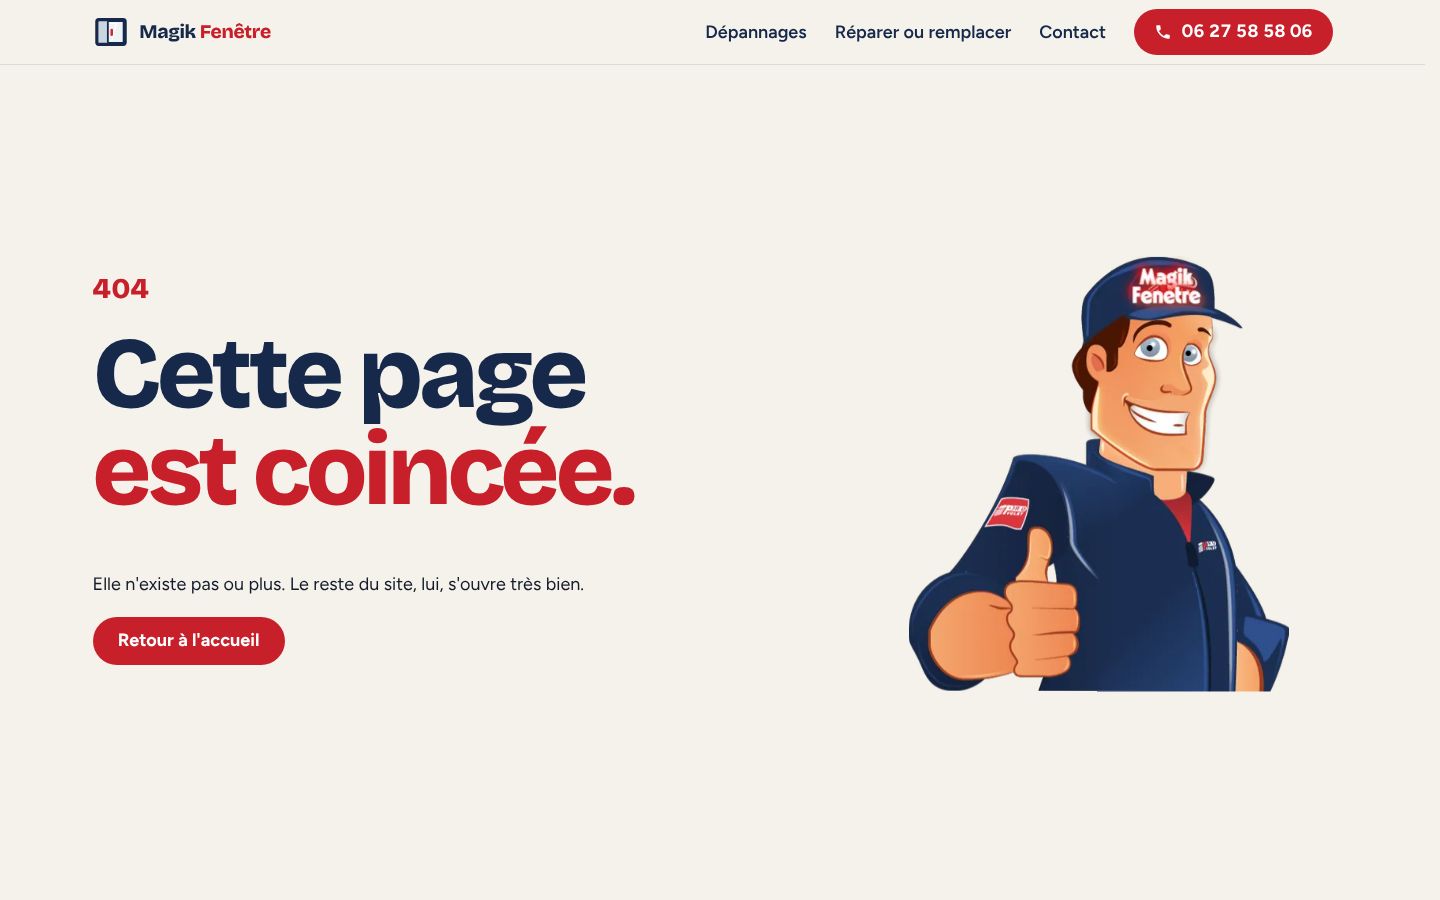 Magik Fenêtre
Dépannages
Réparer ou remplacer
Contact
06 27 58 58 06
404
Cette page
est coincée.
Elle n'existe pas ou plus. Le reste du site, lui, s'ouvre très bien.
Retour à l'accueil
Magik
Fenetre